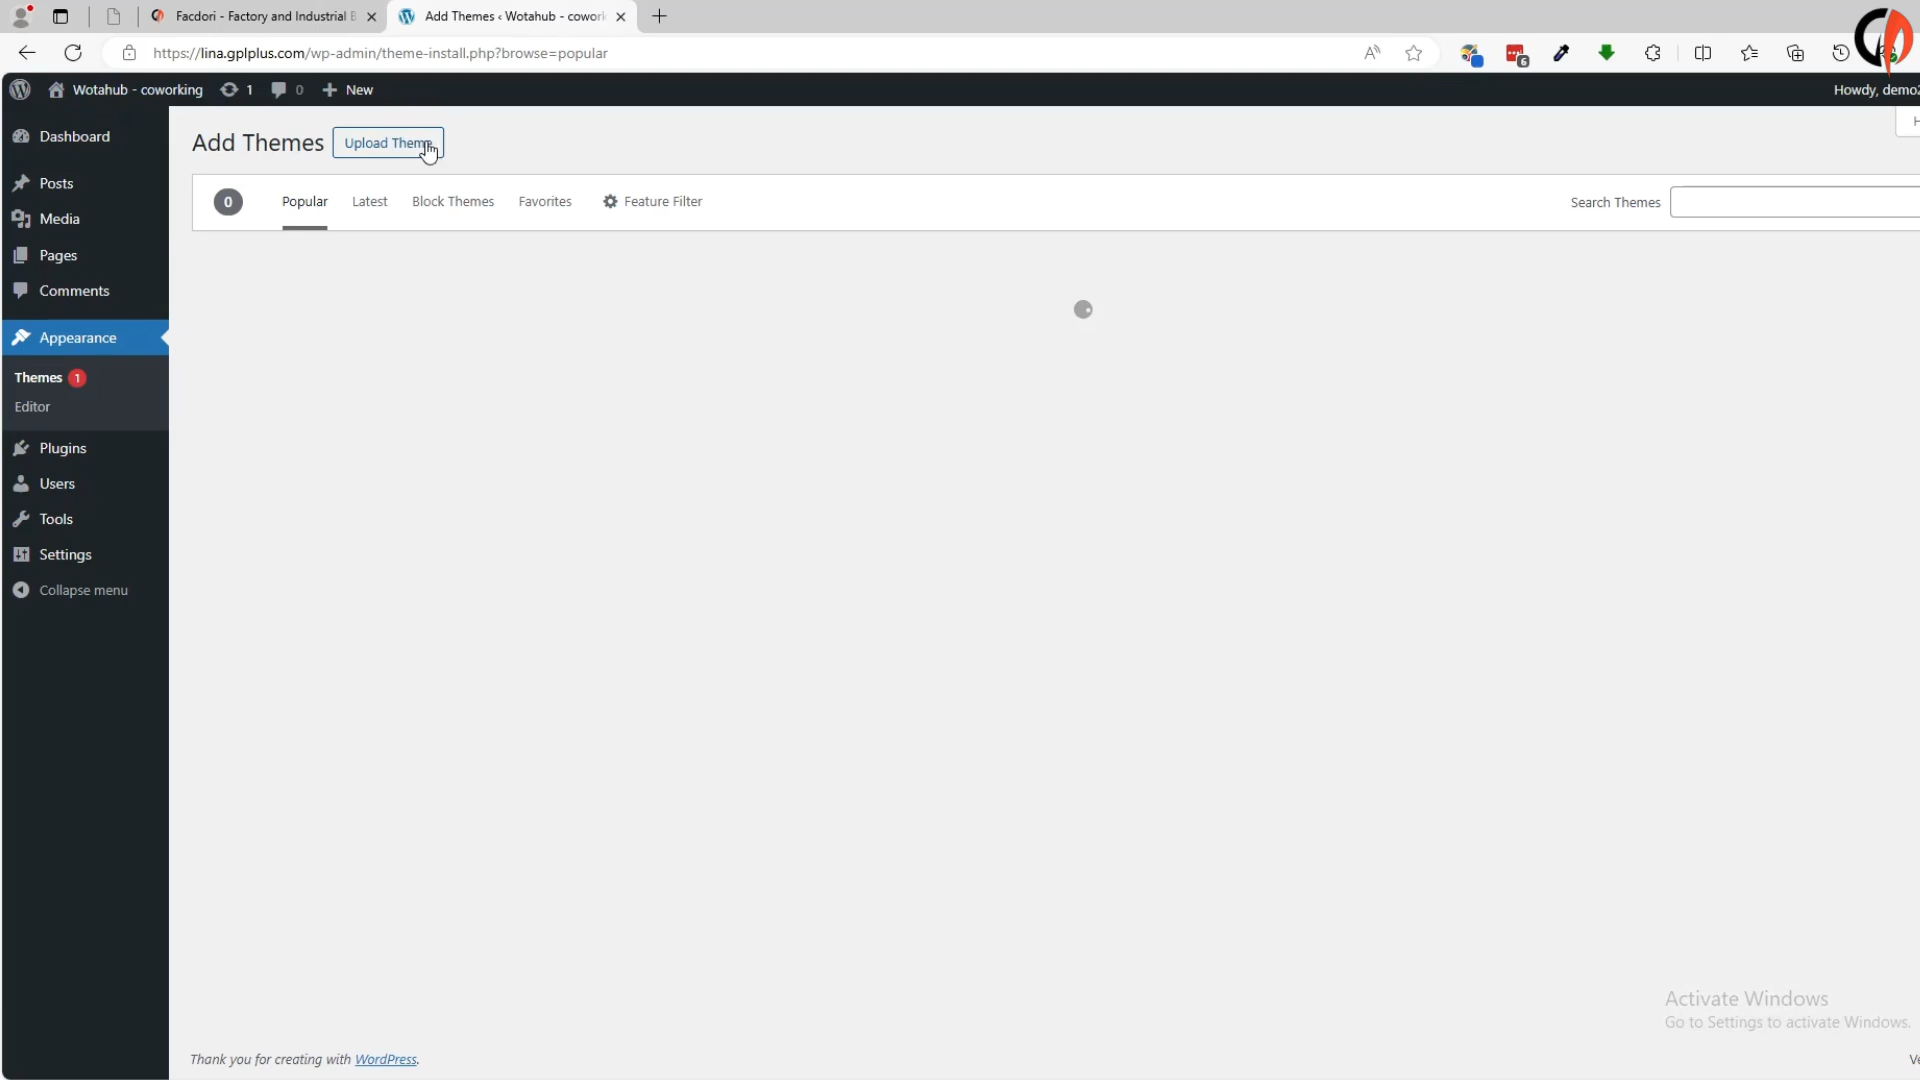 Facdori - Factory and Industrial B
Add Themes ‹ Wotahub - cowork
https://lina.gplplus.com/wp-admin/theme-install.php?browse=popular
6
Wotahub - coworking
1
0
New
Howdy, demo2
Dashboard
Posts
Media
Pages
Comments
Appearance
Themes 1
Editor
Plugins
Users
Tools
Settings
Collapse menu
Add Themes
Upload Theme
0
Popular
Latest
Block Themes
Favorites
Feature Filter
Search Themes
Activate Windows
Go to Settings to activate Windows.
Thank you for creating with WordPress.